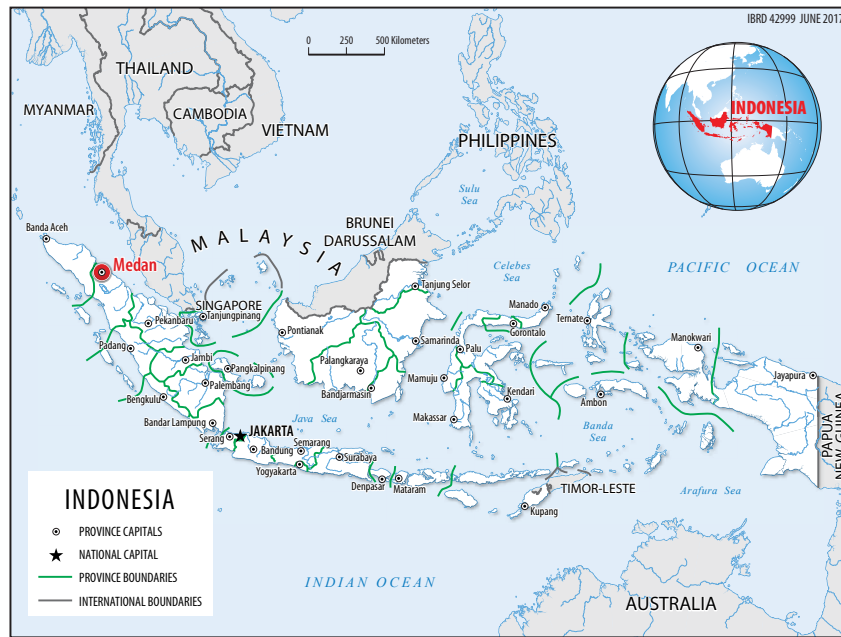 IBRD 42999 JUNE 2017
0 250 500 Kilometers
THAILAND
MYANMAR
CAMBODIA
VIETNAM
PHILIPPINES
INDONESIA
Sulu
Sea
Banda Aceh
BRUNEI
DARUSSALAM
MALAYSIA
Medan
Celebes
Sea
PACIFIC OCEAN
Tanjung Selor
SINGAPORE
Tanjungpinang
Manado
Ternate
Pekanbaru
Pontianak
Gorontalo
Manokwari
Padang
Samarinda
Palu
Jambi
Pangkalpinang
Palangkaraya
Jayapura
Palembang
Mamuju
Bengkulu
Bandjarmasin
Kendari
Ambon
Bandar Lampung
Java Sea
Makassar
Banda
Sea
Serang
JAKARTA
Bandung
Semarang
Surabaya
Yogyakarta
PAPUA
NEW GUINEA
Denpasar
Mataram
TIMOR-LESTE
Arafura Sea
Kupang
INDONESIA
PROVINCE CAPITALS
NATIONAL CAPITAL
PROVINCE BOUNDARIES
INTERNATIONAL BOUNDARIES
INDIAN OCEAN
AUSTRALIA